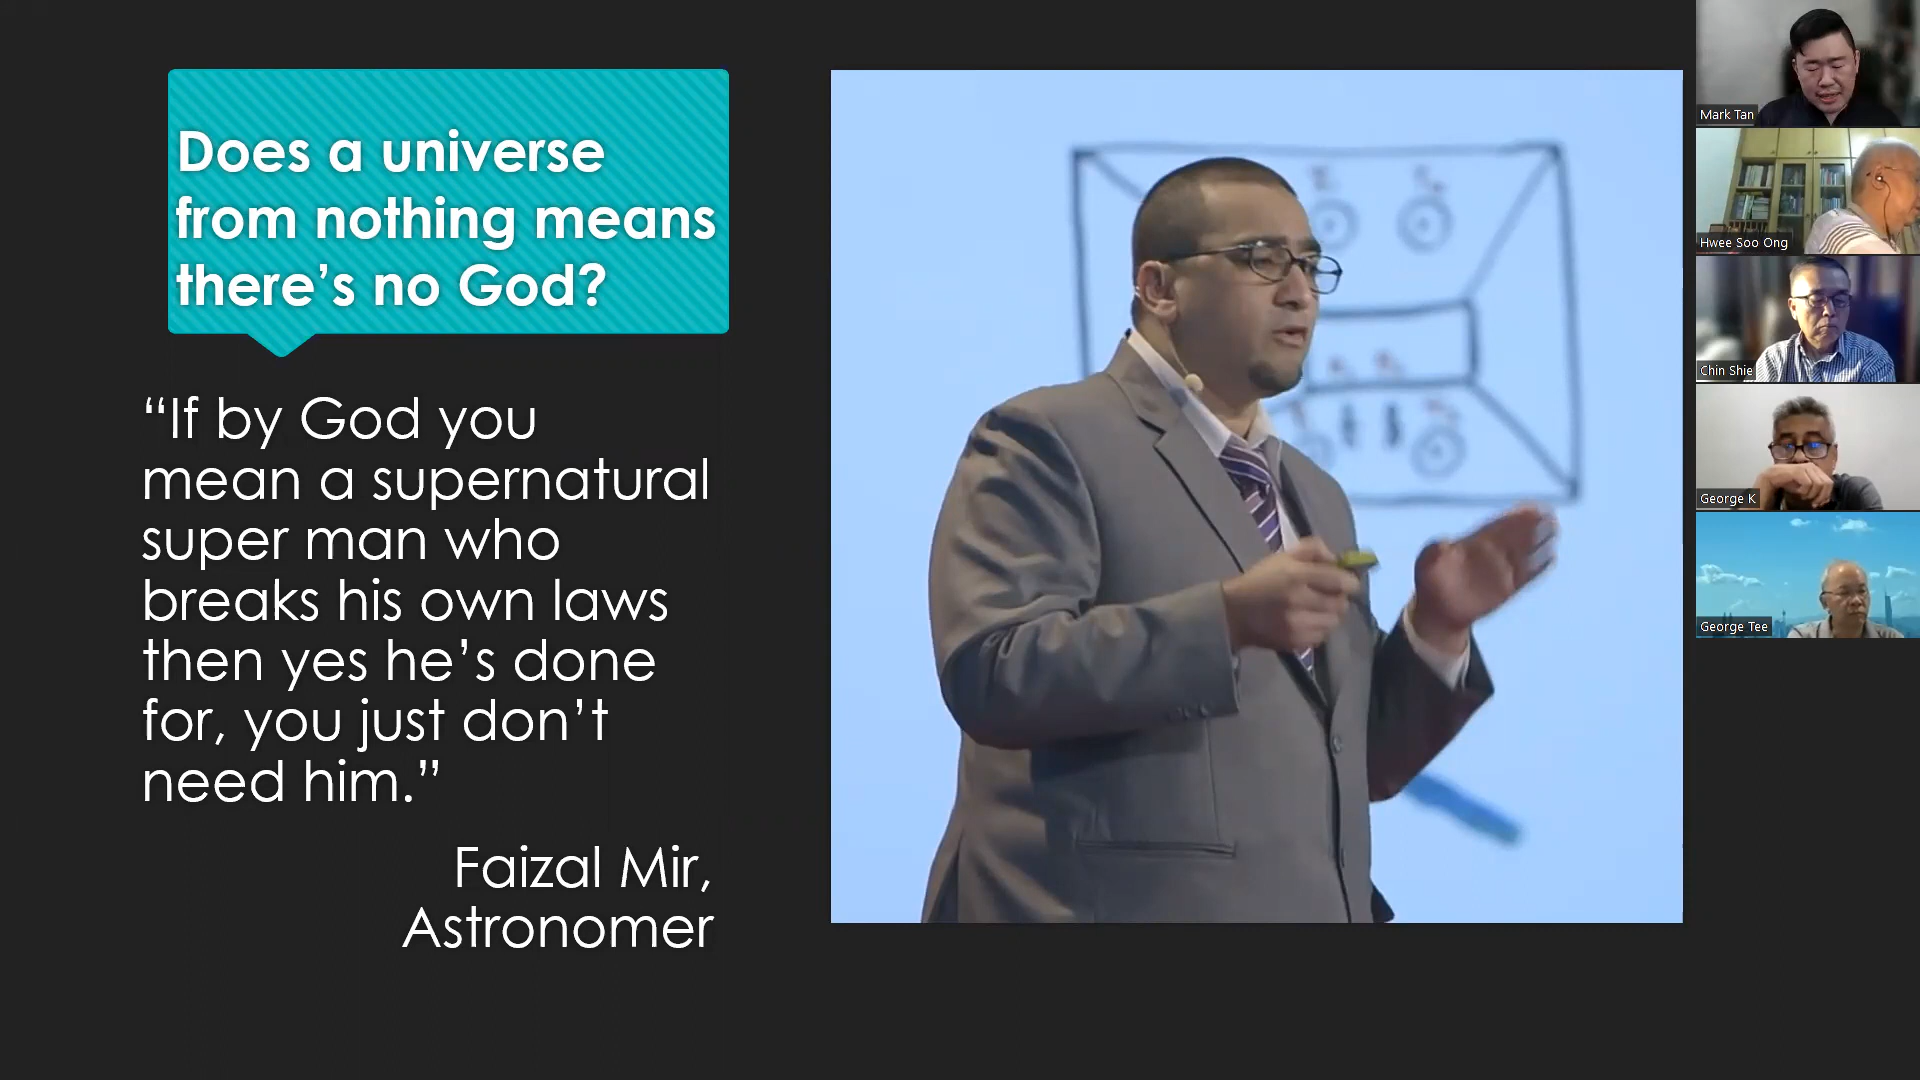 Does a universe
from nothing means
there’s no God?
“If by God you
mean a supernatural
super man who
breaks his own laws
then yes he’s done
for, you just don’t
need him.”
Faizal Mir,
Astronomer
Mark Tan
Hwee Soo Ong
Chin Shie
George K
George Tee